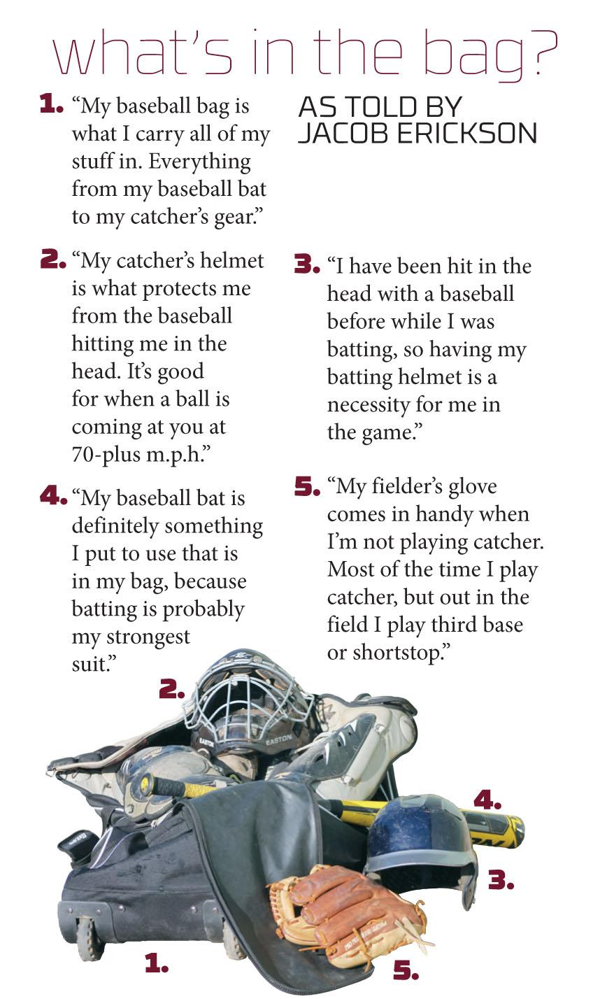 what's in the bag?
AS TOLD BY
JACOB ERICKSON
1. “My baseball bag is
what I carry all of my
stuff in. Everything
from my baseball bat
to my catcher’s gear.”
2. “My catcher’s helmet
is what protects me
from the baseball
hitting me in the
head. It’s good
for when a ball is
coming at you at
70-plus m.p.h.”
3. “I have been hit in the
head with a baseball
before while I was
batting, so having my
batting helmet is a
necessity for me in
the game.”
4. “My baseball bat is
definitely something
I put to use that is
in my bag, because
batting is probably
my strongest
suit.”
5. “My fielder’s glove
comes in handy when
I’m not playing catcher.
Most of the time I play
catcher, but out in the
field I play third base
or shortstop.”
2.
EASTON
EASTON
4.
3.
1.
5.